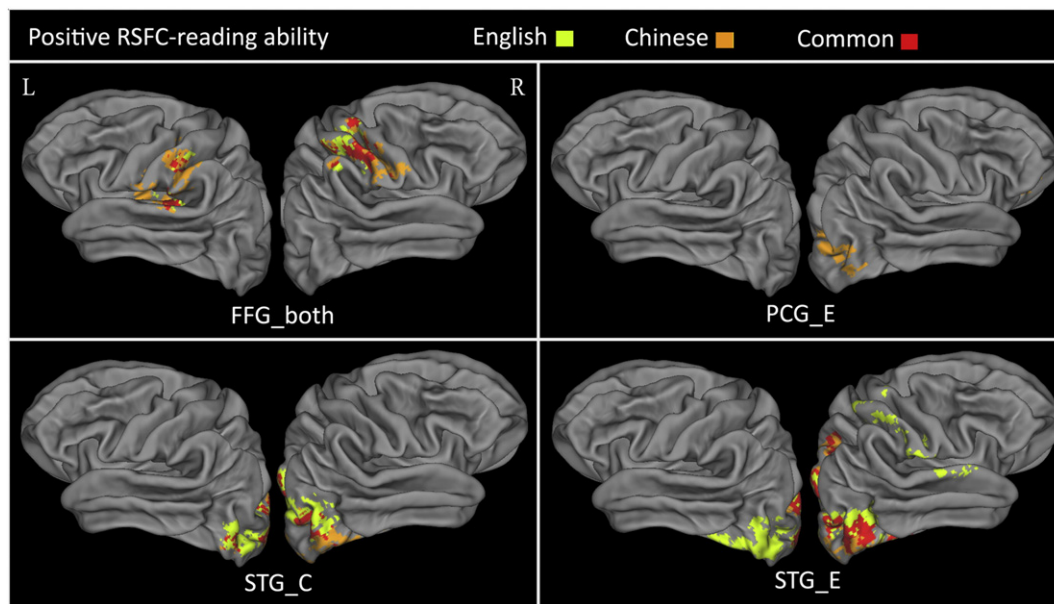 Positive RSFC-reading ability English Chinese Common
L R
FFG_both
PCG_E
STG_C
STG_E